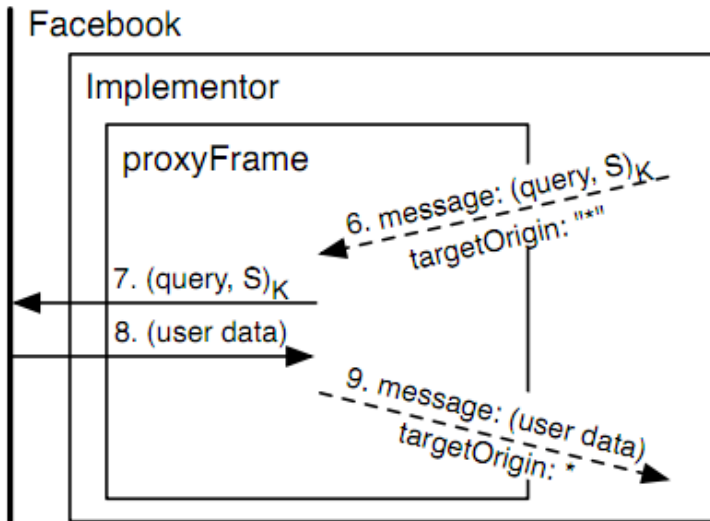 Facebook
Implementor
proxyFrame
6. message: (query, S)K
targetOrigin: "*"
7. (query, S)K
8. (user data)
9. message: (user data)
targetOrigin: *